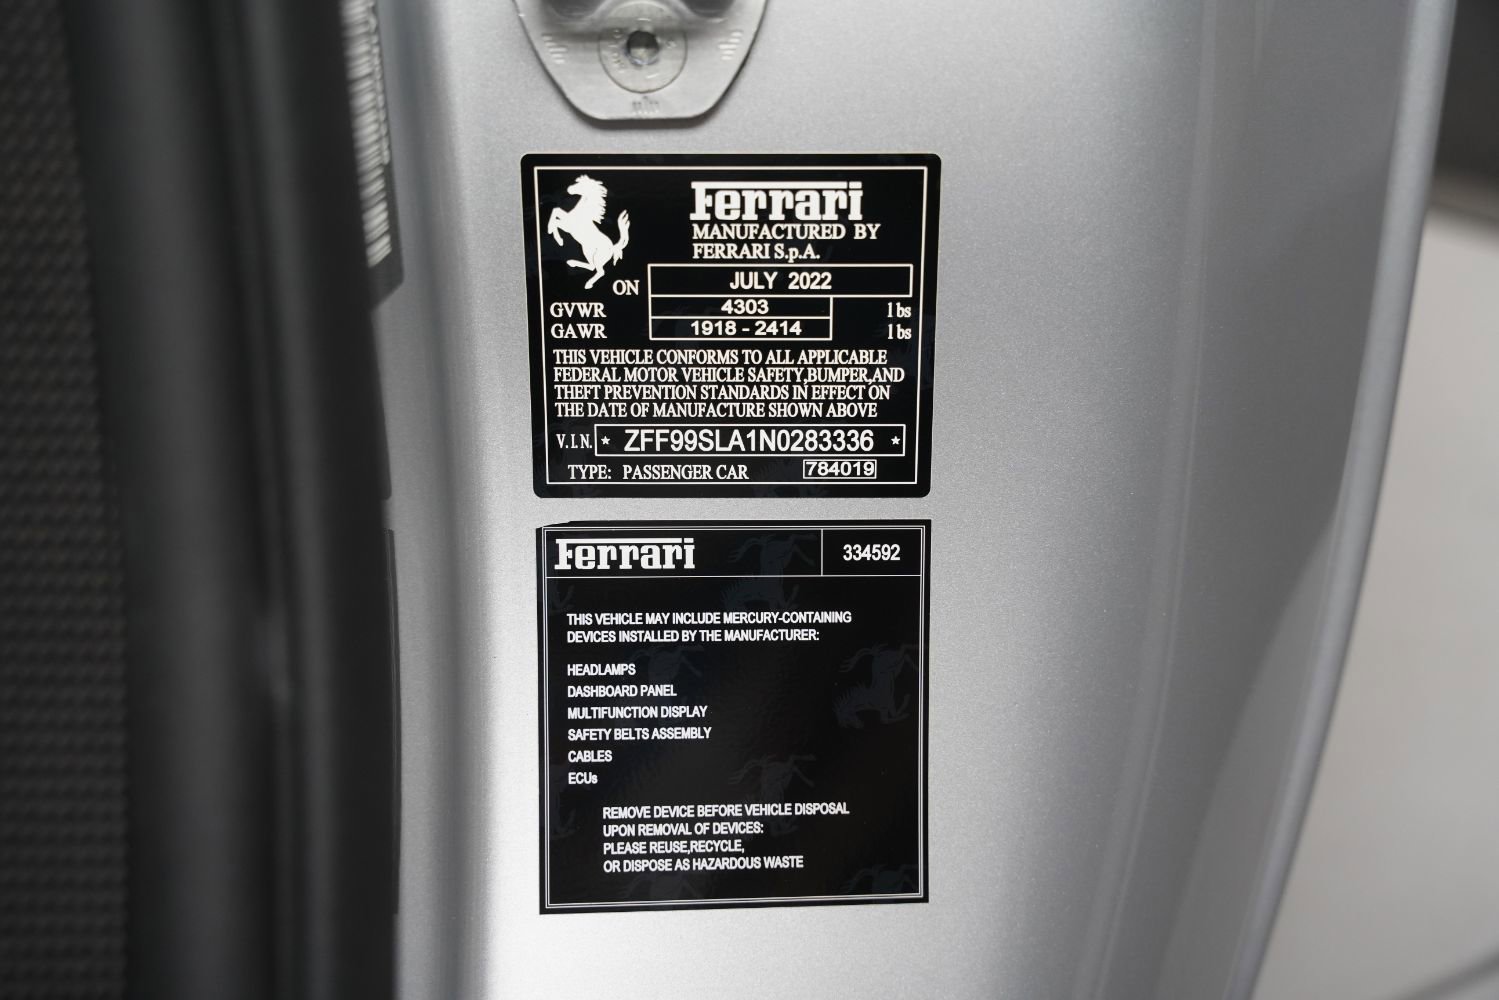 Ferrari
MANUFACTURED BY
FERRARI S.p.A.
ON JULY 2022
GVWR 4303 lbs
GAWR 1918 - 2414 lbs
THIS VEHICLE CONFORMS TO ALL APPLICABLE
FEDERAL MOTOR VEHICLE SAFETY,BUMPER,AND
THEFT PREVENTION STANDARDS IN EFFECT ON
THE DATE OF MANUFACTURE SHOWN ABOVE
V.I.N. * ZFF99SLA1N0283336 *
TYPE: PASSENGER CAR 784019
Ferrari 334592
THIS VEHICLE MAY INCLUDE MERCURY-CONTAINING
DEVICES INSTALLED BY THE MANUFACTURER:
HEADLAMPS
DASHBOARD PANEL
MULTIFUNCTION DISPLAY
SAFETY BELTS ASSEMBLY
CABLES
ECUs
REMOVE DEVICE BEFORE VEHICLE DISPOSAL
UPON REMOVAL OF DEVICES:
PLEASE REUSE,RECYCLE,
OR DISPOSE AS HAZARDOUS WASTE